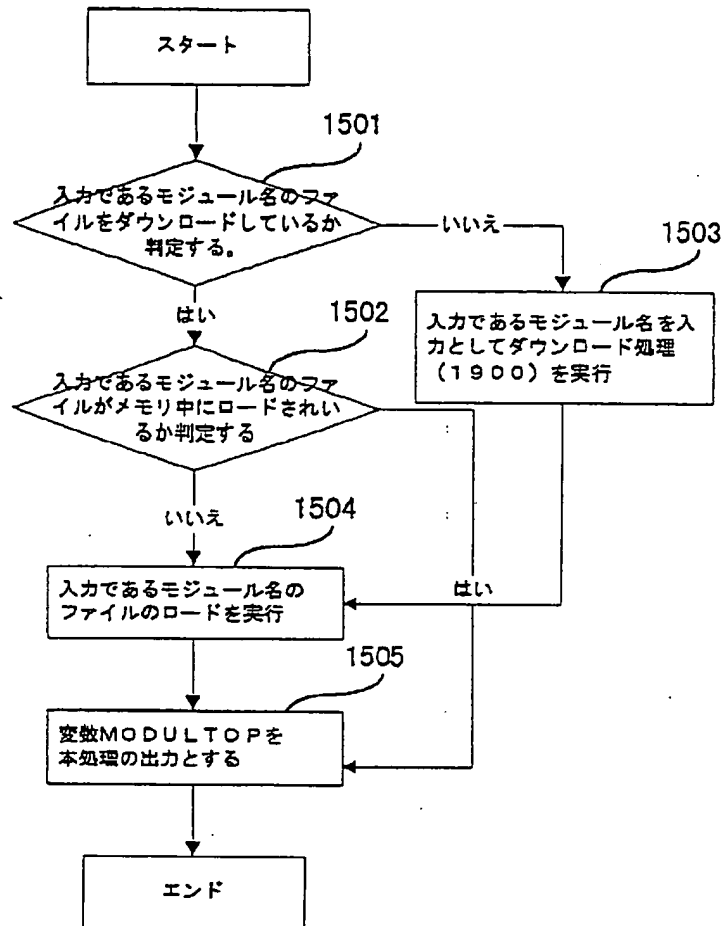 スタート
1501
入力であるモジュール名のファ
イルをダウンロードしているか
判定する。
いいえ
1503
はい
1502
入力であるモジュール名を入
力としてダウンロード処理
(1900)を実行
入力であるモジュール名のファ
イルがメモリ中にロードされい
るか判定する
いいえ
1504
はい
入力であるモジュール名の
ファイルのロードを実行
1505
変数MODULTOPを
本処理の出力とする
エンド